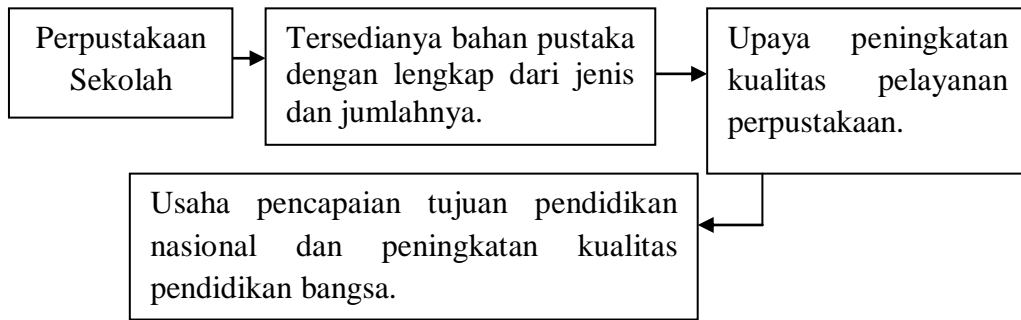 Perpustakaan
Sekolah
Tersedianya bahan pustaka
dengan lengkap dari jenis
dan jumlahnya.
Upaya peningkatan
kualitas pelayanan
perpustakaan.
Usaha pencapaian tujuan pendidikan
nasional dan peningkatan kualitas
pendidikan bangsa.